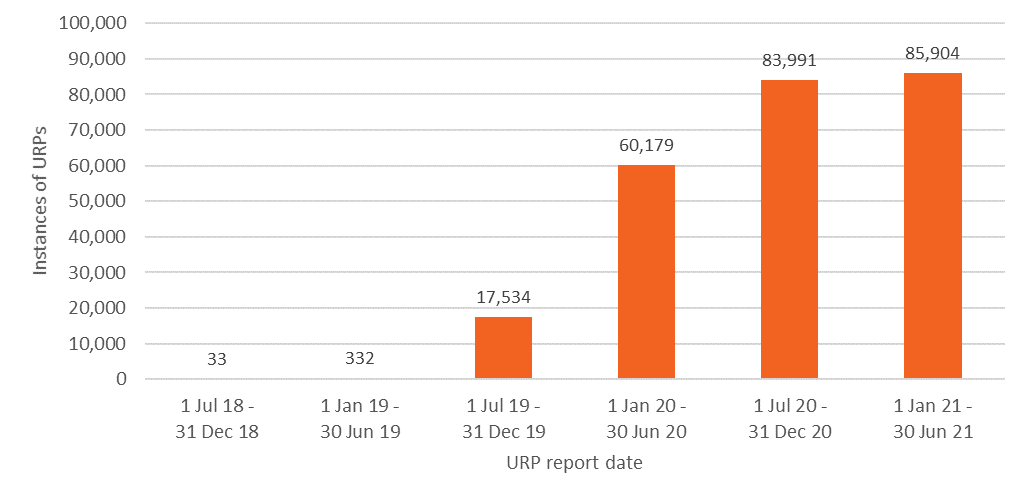 100,000
90,000
80,000
70,000
60,000
50,000
40,000
30,000
20,000
10,000
0
Instances of URPs
33
332
17,534
60,179
83,991
85,904
1 Jul 18 -
31 Dec 18
1 Jan 19 -
30 Jun 19
1 Jul 19 -
31 Dec 19
1 Jan 20 -
30 Jun 20
1 Jul 20 -
31 Dec 20
1 Jan 21 -
30 Jun 21
URP report date